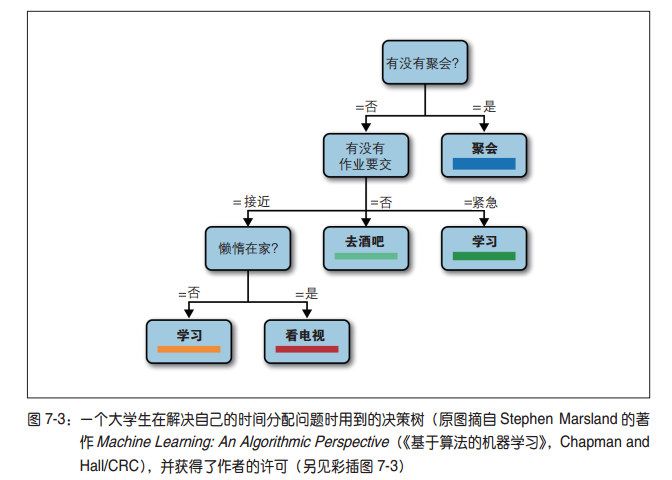 有没有聚会?
=否
=是
有没有
作业要交
聚会
=接近
=否
=紧急
懒惰在家?
去酒吧
学习
=否
=是
学习
看电视
图 7-3：一个大学生在解决自己的时间分配问题时用到的决策树（原图摘自 Stephen Marsland 的著
作 Machine Learning: An Algorithmic Perspective（《基于算法的机器学习》，Chapman and
Hall/CRC），并获得了作者的许可（另见彩插图 7-3）